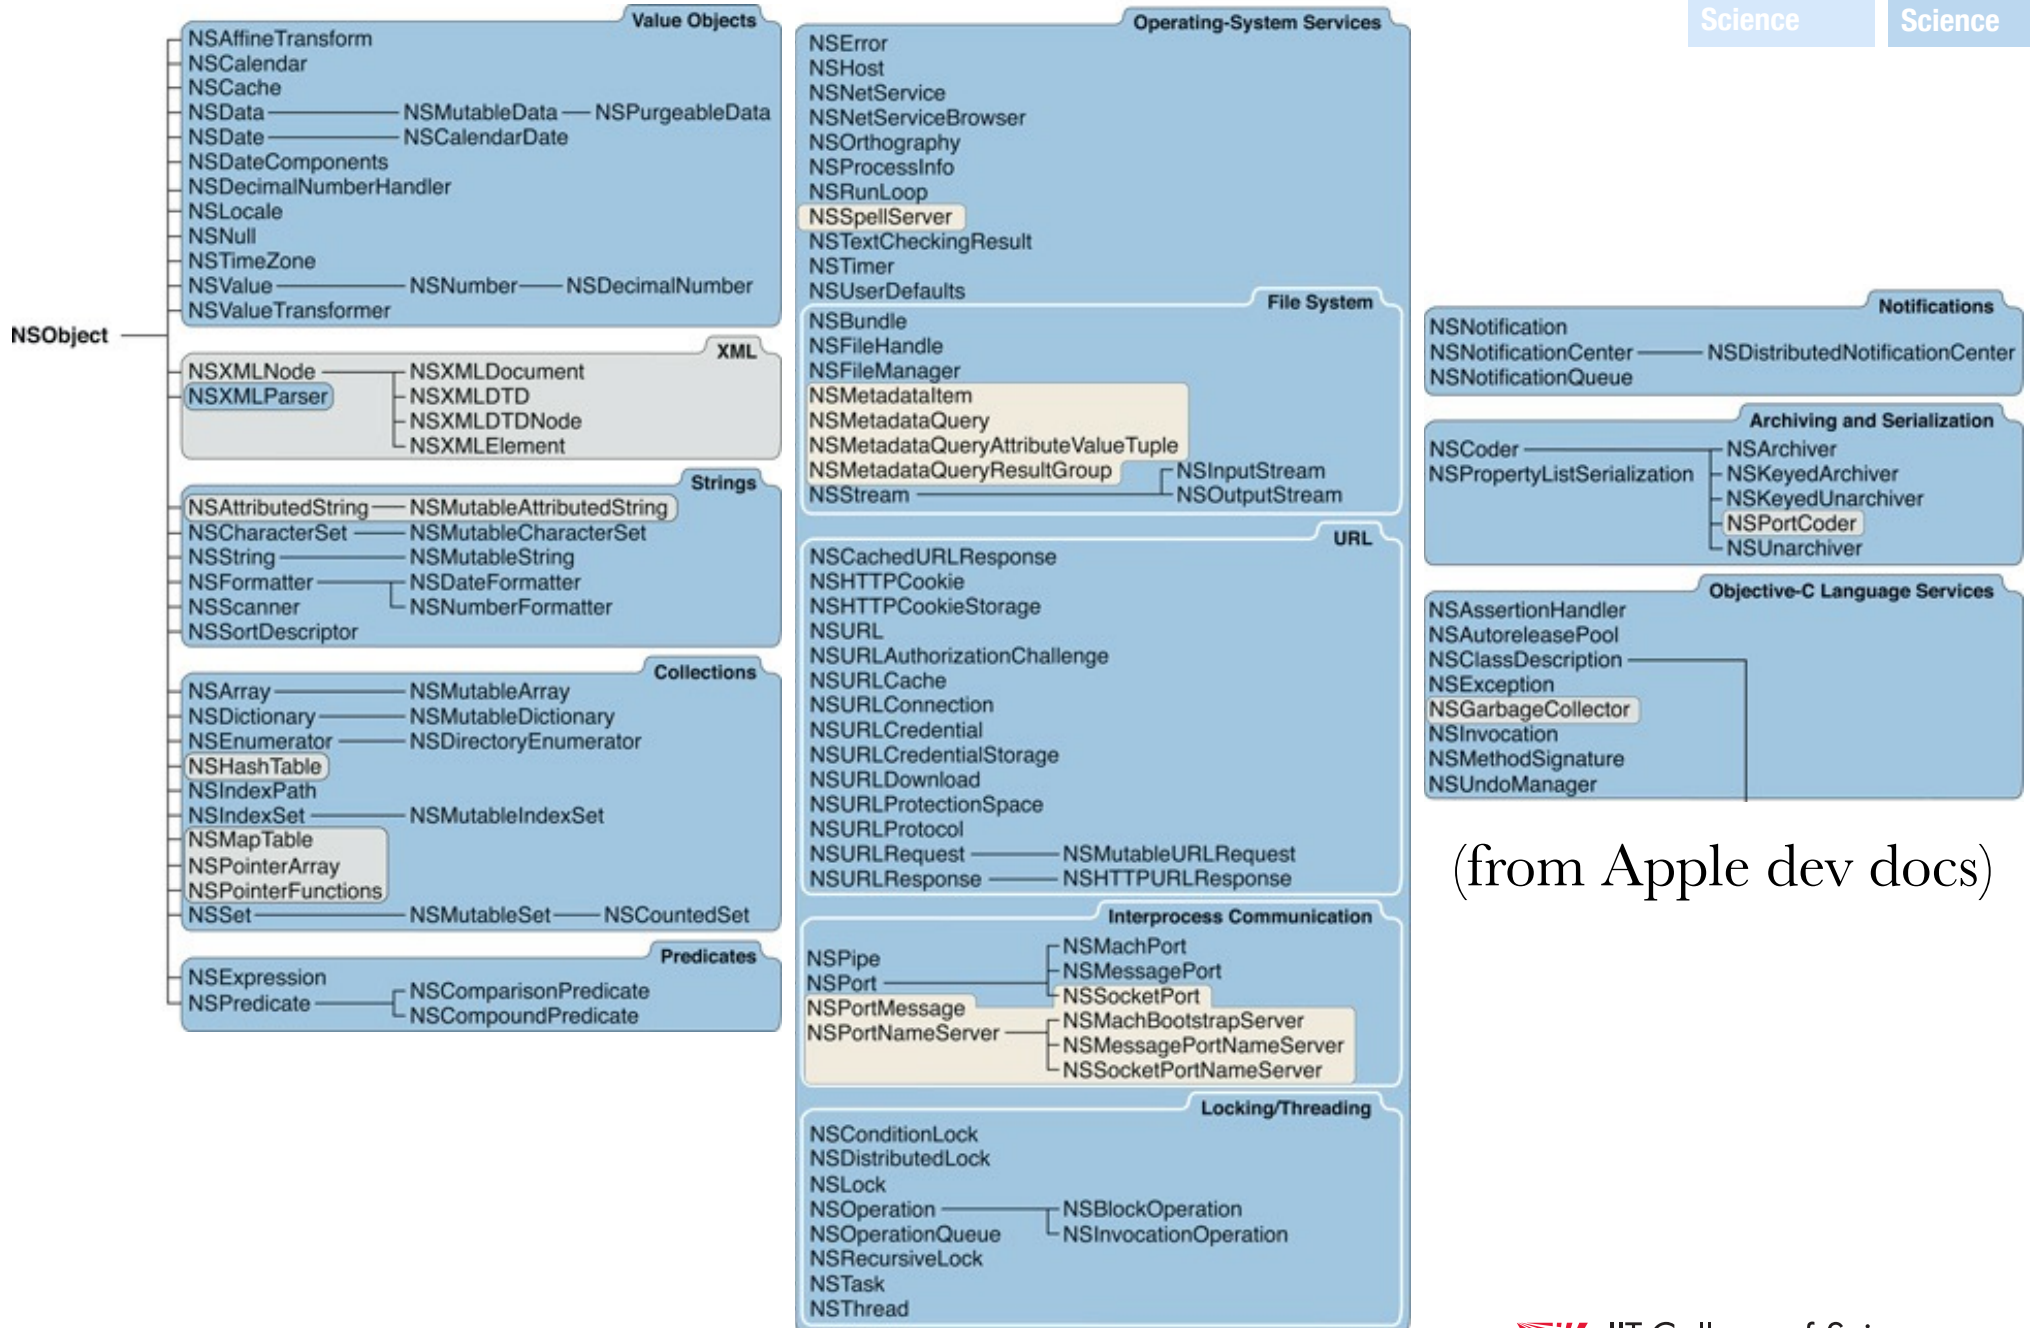 Science
Science
NSObject
Value Objects
NSAffineTransform
NSCalendar
NSCache
NSData NSMutableData NSPurgeableData
NSDate NSCalendarDate
NSDateComponents
NSDecimalNumberHandler
NSLocale
NSNull
NSTimeZone
NSValue NSNumber NSDecimalNumber
NSValueTransformer
XML
NSXMLNode NSXMLDocument
NSXMLParser NSXMLDTD
NSXMLDTDNode
NSXMLElement
Strings
NSAttributedString NSMutableAttributedString
NSCharacterSet NSMutableCharacterSet
NSString NSMutableString
NSFormatter NSDateFormatter
NSScanner NSNumberFormatter
NSSortDescriptor
Collections
NSArray NSMutableArray
NSDictionary NSMutableDictionary
NSEnumerator NSDirectoryEnumerator
NSHashTable
NSIndexPath
NSIndexSet NSMutableIndexSet
NSMapTable
NSPointerArray
NSPointerFunctions
NSSet NSMutableSet NSCountedSet
Predicates
NSExpression
NSPredicate NSComparisonPredicate
NSCompoundPredicate
Operating-System Services
NSError
NSHost
NSNetService
NSNetServiceBrowser
NSOrthography
NSProcessInfo
NSRunLoop
NSSpellServer
NSTextCheckingResult
NSTimer
NSUserDefaults
File System
NSBundle
NSFileHandle
NSFileManager
NSMetadataItem
NSMetadataQuery
NSMetadataQueryAttributeValueTuple
NSMetadataQueryResultGroup NSInputStream
NSStream NSOutputStream
URL
NSCachedURLResponse
NSHTTPCookie
NSHTTPCookieStorage
NSURL
NSURLAuthorizationChallenge
NSURLCache
NSURLConnection
NSURLCredential
NSURLCredentialStorage
NSURLDownload
NSURLProtectionSpace
NSURLProtocol
NSURLRequest NSMutableURLRequest
NSURLResponse NSHTTPURLResponse
Interprocess Communication
NSPipe NSMachPort
NSPort NSMessagePort
NSPortMessage NSSocketPort
NSPortNameServer NSMachBootstrapServer
NSMessagePortNameServer
NSSocketPortNameServer
Locking/Threading
NSConditionLock
NSDistributedLock
NSLock
NSOperation NSBlockOperation
NSOperationQueue NSInvocationOperation
NSRecursiveLock
NSTask
NSThread
Notifications
NSNotification
NSNotificationCenter NSDistributedNotificationCenter
NSNotificationQueue
Archiving and Serialization
NSCoder NSArchiver
NSPropertyListSerialization NSKeyedArchiver
NSKeyedUnarchiver
NSPortCoder
NSUnarchiver
Objective-C Language Services
NSAssertionHandler
NSAutoreleasePool
NSClassDescription
NSException
NSGarbageCollector
NSInvocation
NSMethodSignature
NSUndoManager
(from Apple dev docs)